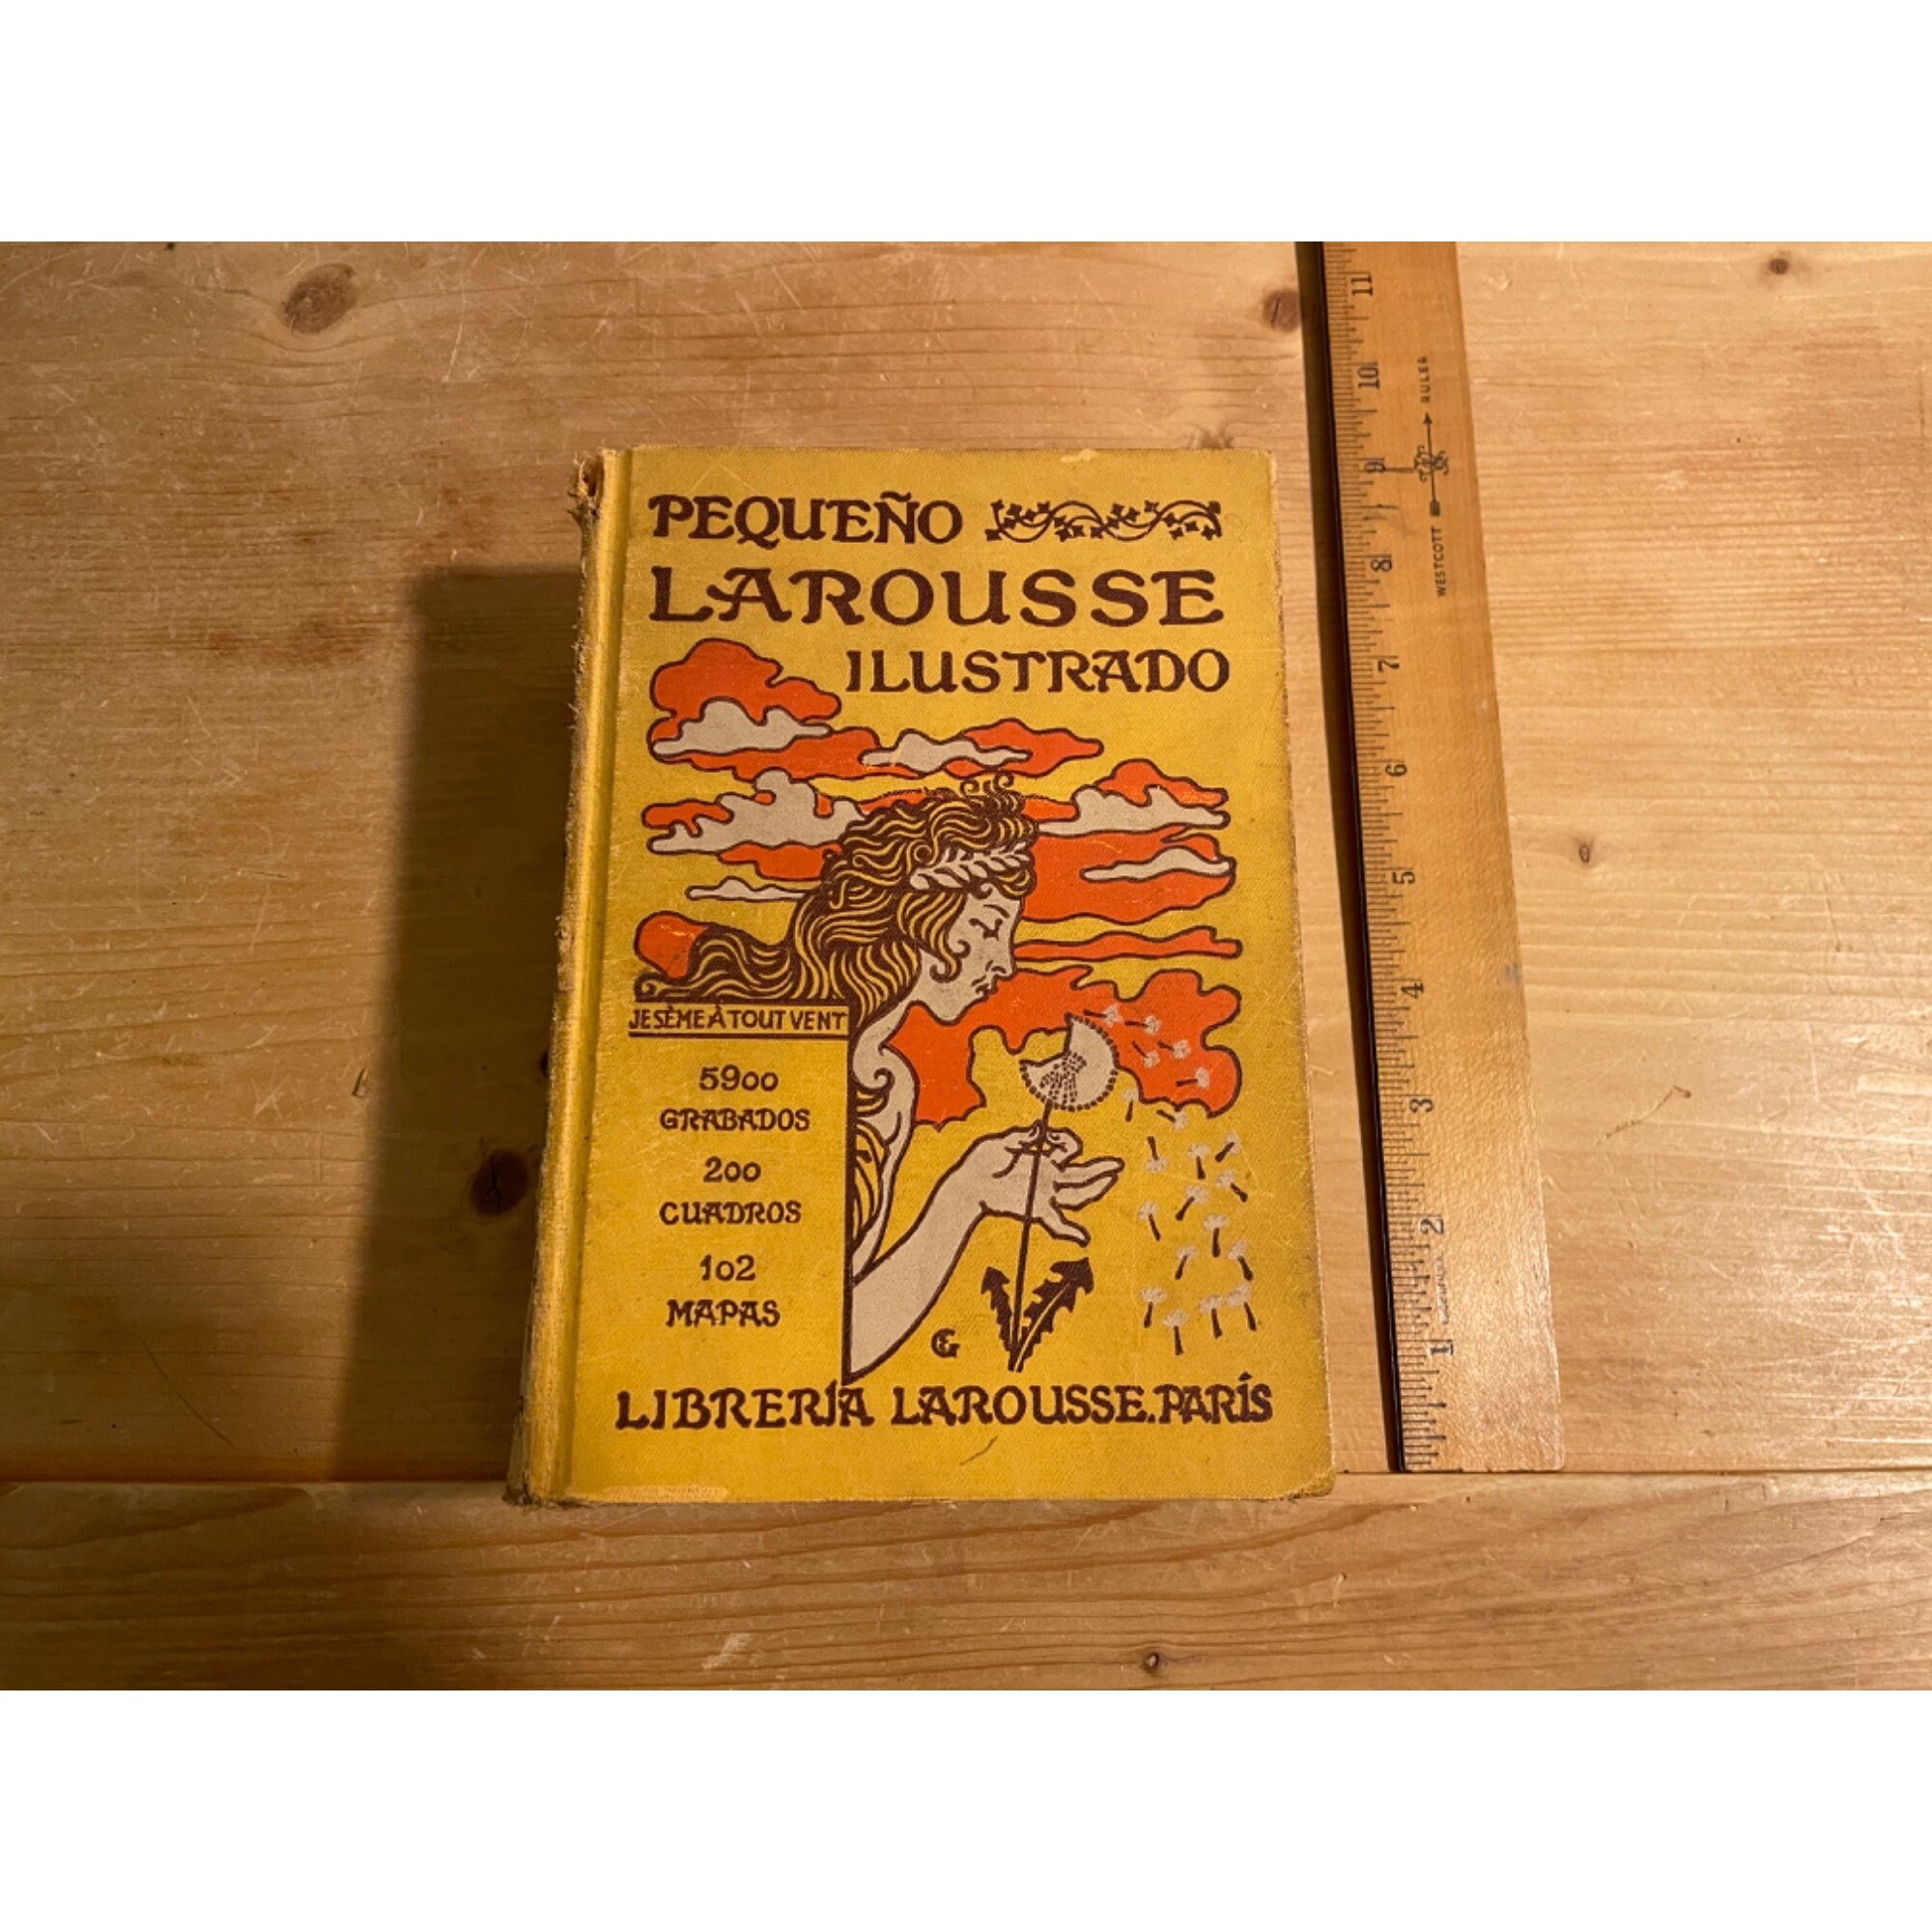 PEQUEÑO
LAROUSSE
ILUSTRADO
JE SÈME À TOUT VENT
5900
GRABADOS
200
CUADROS
102
MAPAS
LIBRERÍA LAROUSSE. PARÍS
11
10
9
8
7
6
5
4
3
2
1
WESTCOTT RULER